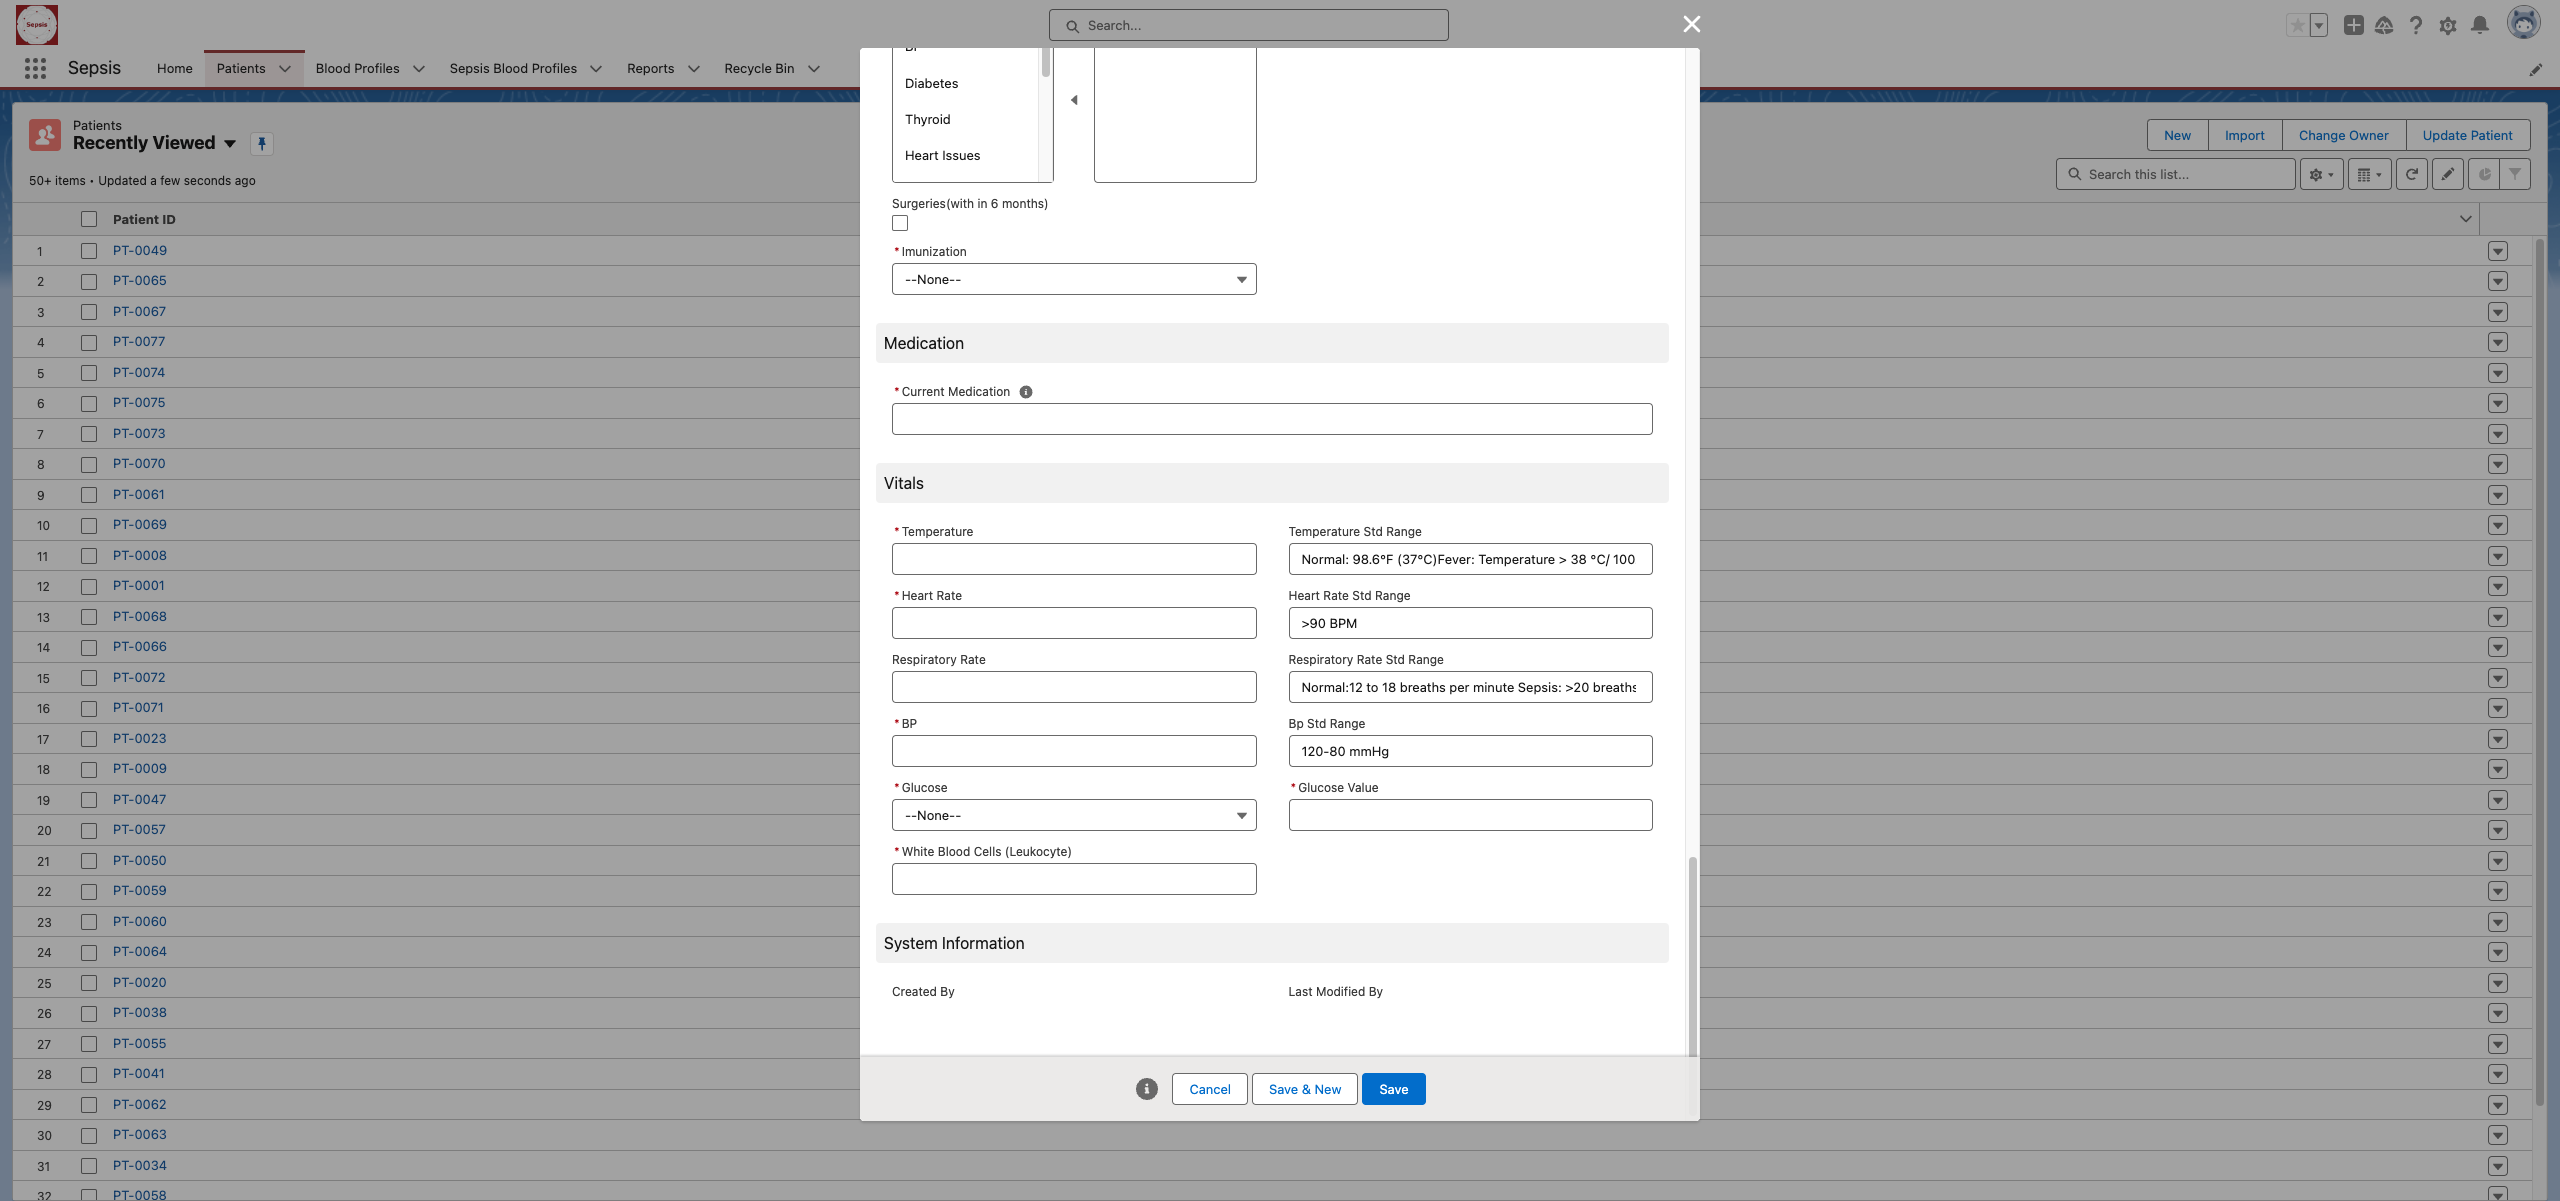 Sepsis
Search...
Sepsis
Home
Patients
Blood Profiles
Sepsis Blood Profiles
Reports
Recycle Bin
Patients
Recently Viewed
50+ items • Updated a few seconds ago
New
Import
Change Owner
Update Patient
Search this list...
Patient ID
1 PT-0049
2 PT-0065
3 PT-0067
4 PT-0077
5 PT-0074
6 PT-0075
7 PT-0073
8 PT-0070
9 PT-0061
10 PT-0069
11 PT-0008
12 PT-0001
13 PT-0068
14 PT-0066
15 PT-0072
16 PT-0071
17 PT-0023
18 PT-0009
19 PT-0047
20 PT-0057
21 PT-0050
22 PT-0059
23 PT-0060
24 PT-0064
25 PT-0020
26 PT-0038
27 PT-0055
28 PT-0041
29 PT-0062
30 PT-0063
31 PT-0034
32 PT-0058
Diabetes
Thyroid
Heart Issues
Surgeries(with in 6 months)
* Imunization
--None--
Medication
* Current Medication
Vitals
* Temperature
Temperature Std Range
Normal: 98.6°F (37°C)Fever: Temperature > 38 °C/ 100
* Heart Rate
Heart Rate Std Range
>90 BPM
Respiratory Rate
Respiratory Rate Std Range
Normal:12 to 18 breaths per minute Sepsis: >20 breaths
* BP
Bp Std Range
120-80 mmHg
* Glucose
--None--
* Glucose Value
* White Blood Cells (Leukocyte)
System Information
Created By
Last Modified By
Cancel
Save & New
Save